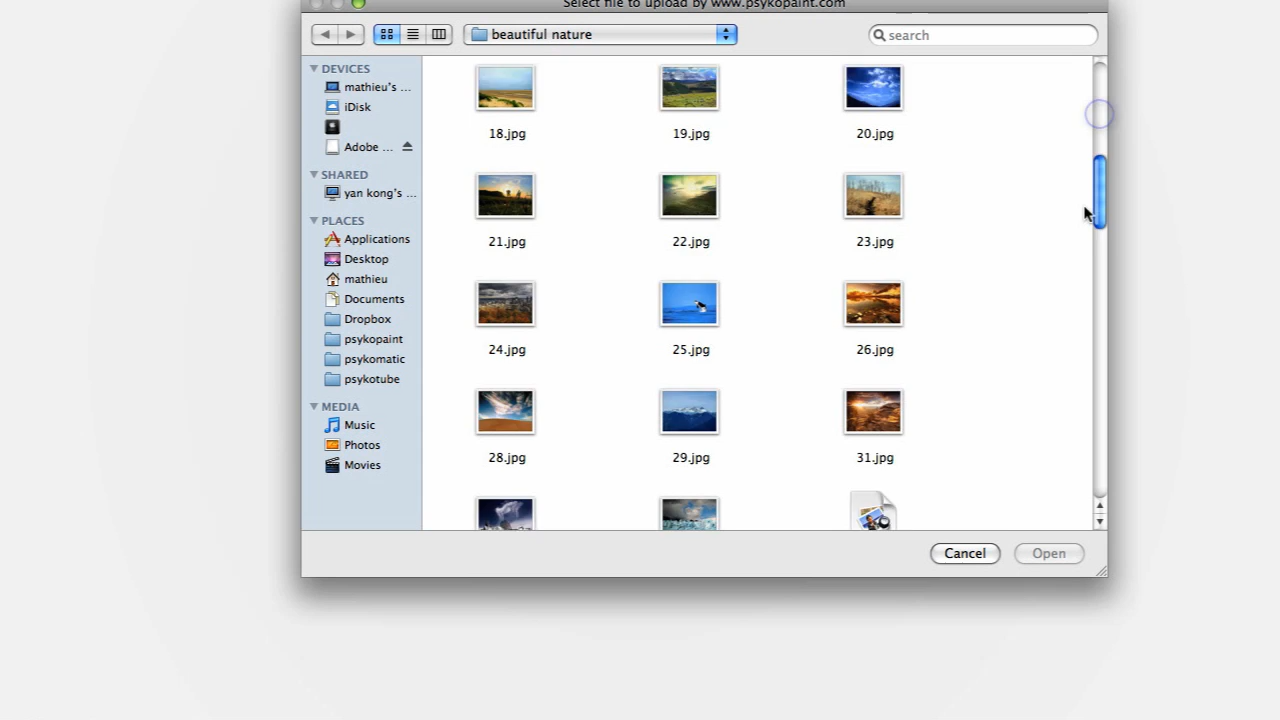 Select file to upload by www.psykopaint.com
beautiful nature
search
DEVICES
mathieu's ...
iDisk
Adobe ...
SHARED
yan kong's ...
PLACES
Applications
Desktop
mathieu
Documents
Dropbox
psykopaint
psykomatic
psykotube
MEDIA
Music
Photos
Movies
18.jpg
19.jpg
20.jpg
21.jpg
22.jpg
23.jpg
24.jpg
25.jpg
26.jpg
28.jpg
29.jpg
31.jpg
Cancel
Open